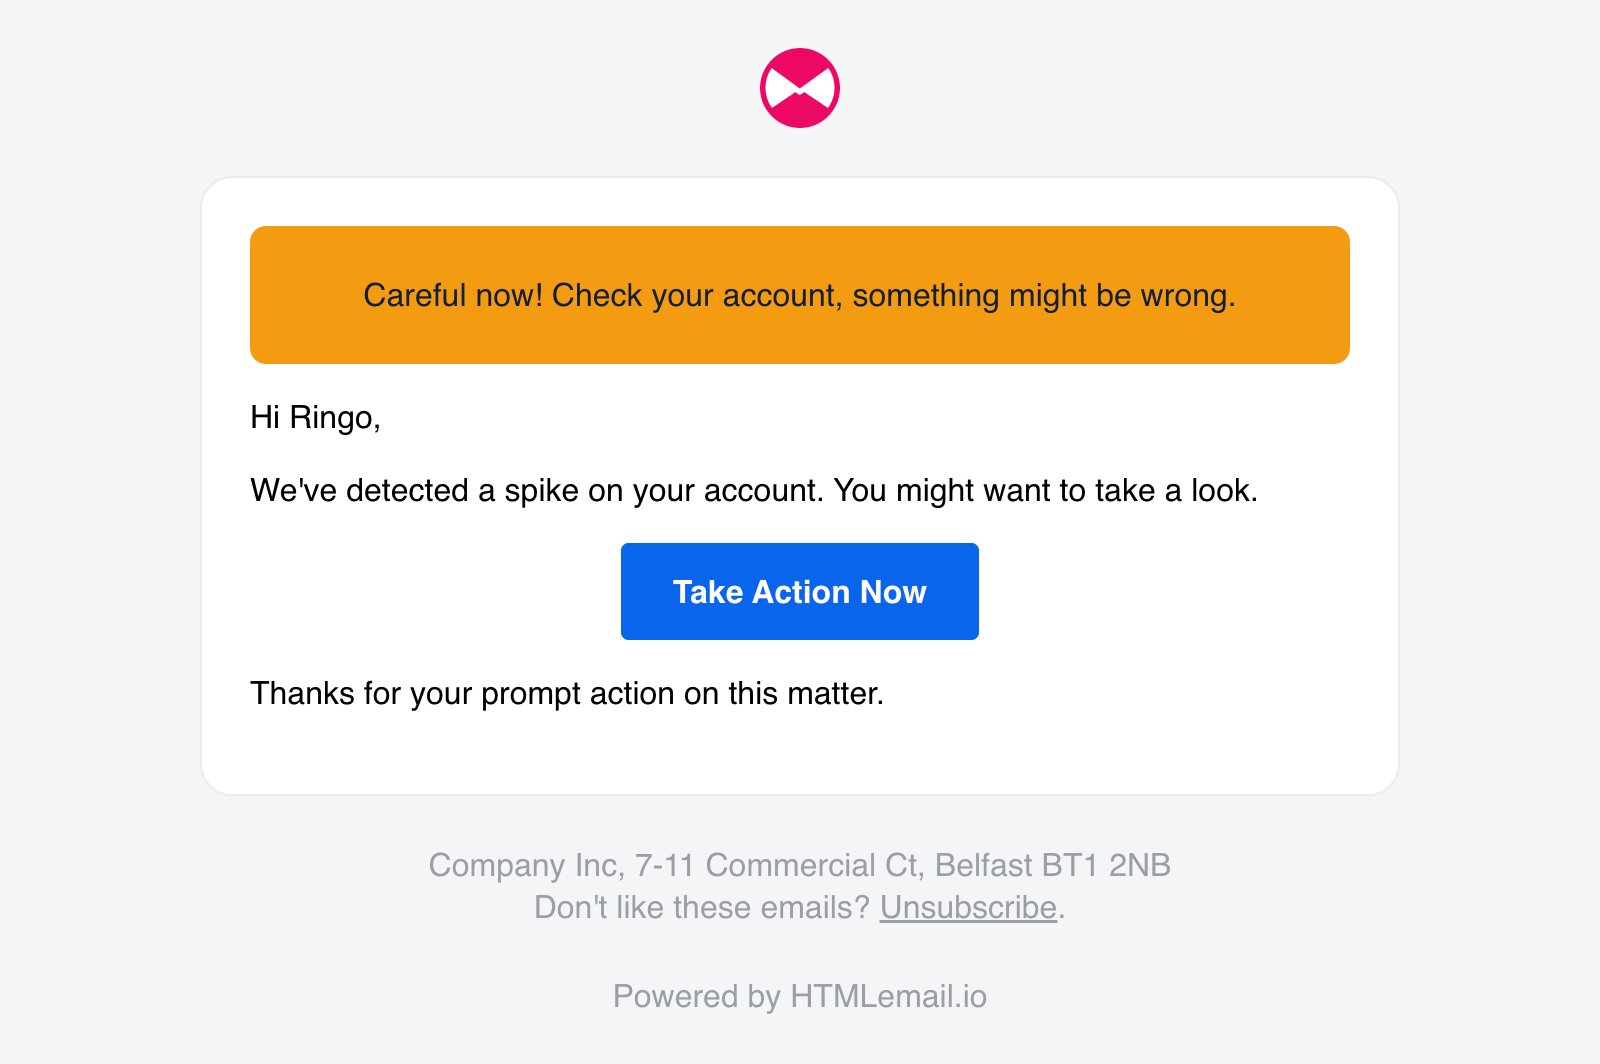 Careful now! Check your account, something might be wrong.
Hi Ringo,
We've detected a spike on your account. You might want to take a look.
Take Action Now
Thanks for your prompt action on this matter.
Company Inc, 7-11 Commercial Ct, Belfast BT1 2NB
Don't like these emails? Unsubscribe.
Powered by HTMLemail.io